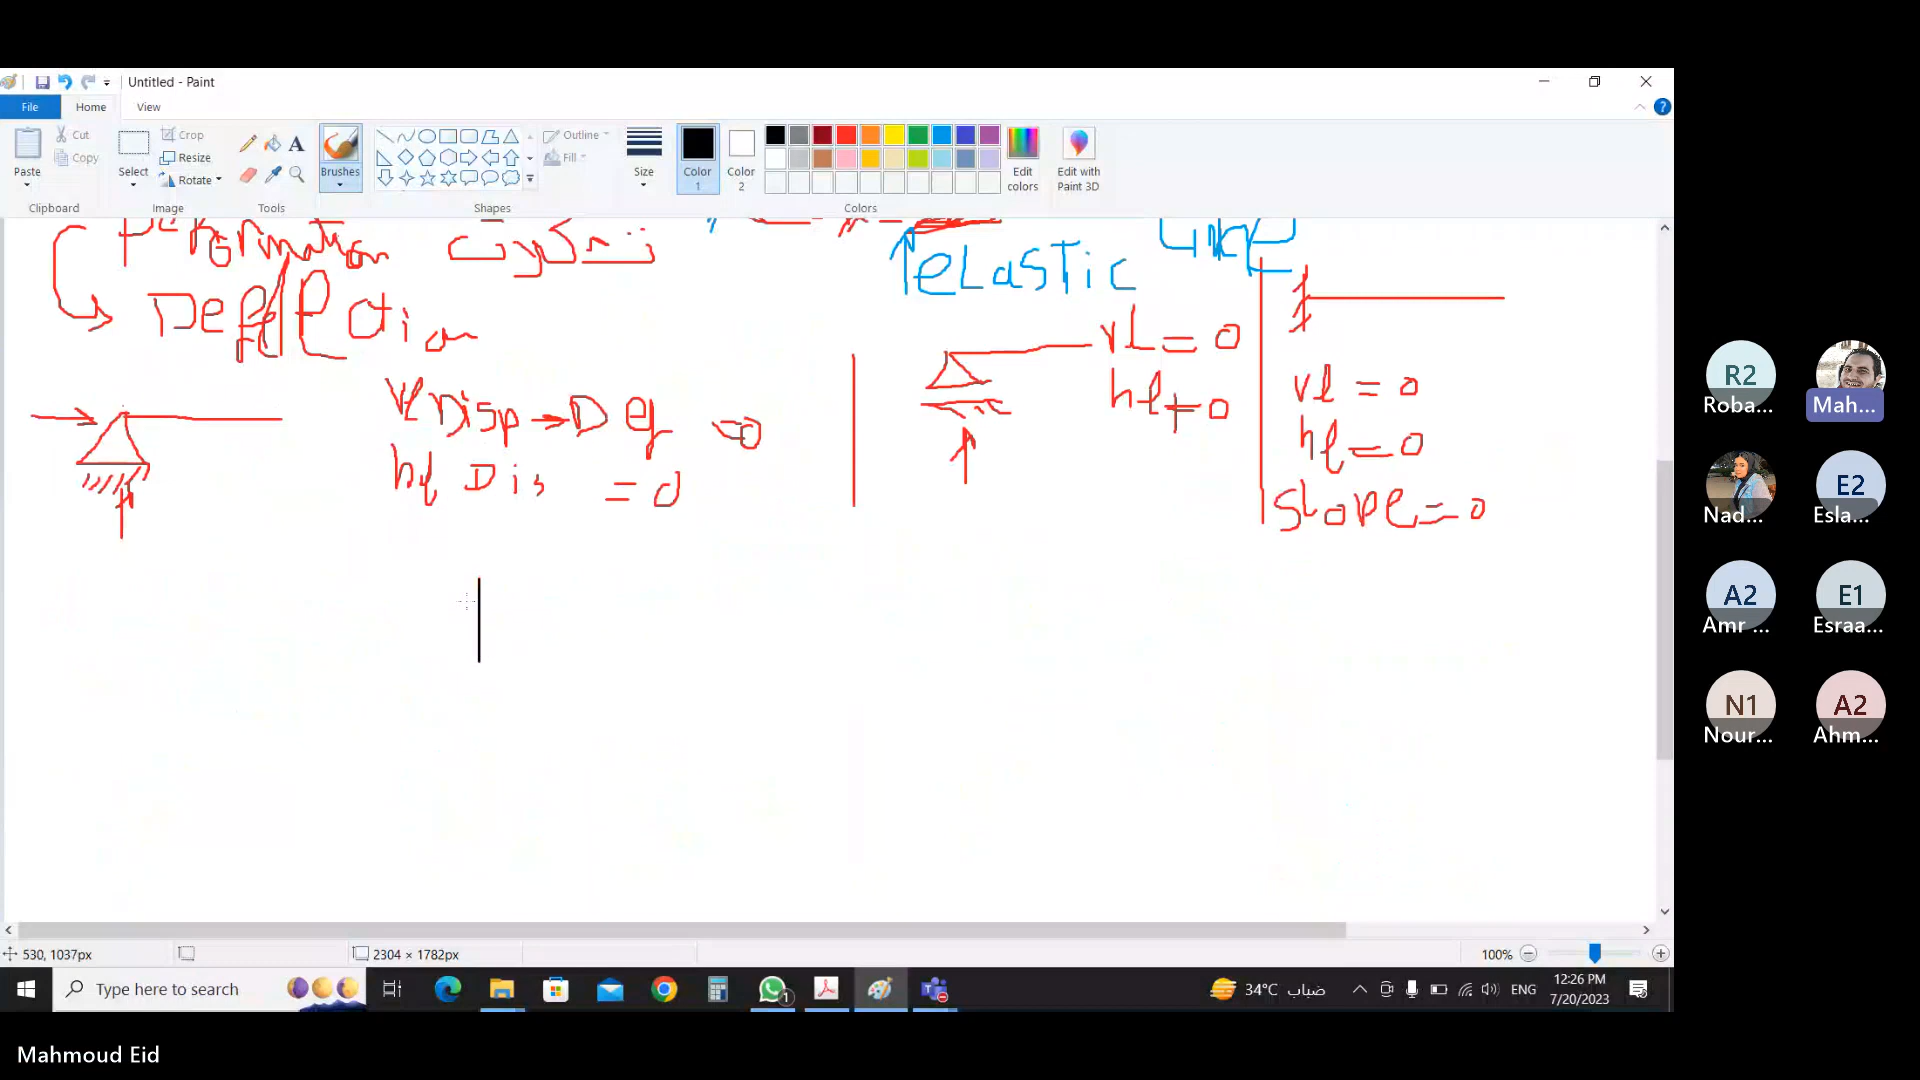 Untitled - Paint
File
Home
View
Paste
Cut
Copy
Clipboard
Select
Crop
Resize
Rotate
Image
Tools
Brushes
Outline
Fill
Shapes
Size
Color
1
Color
2
Colors
Edit
colors
Edit with
Paint 3D
Deformation
Deflection
eLasTic Line
VL Disp → Def = 0
hL Dis = 0
VL = 0
hL ≠ 0
VL = 0
hL = 0
SLoPe = 0
530, 1037px
2304 × 1782px
100%
Type here to search
1
34°C ضباب
ENG
12:26 PM
7/20/2023
R2
Roba...
Mah...
Nad...
E2
Esla...
A2
Amr ...
E1
Esraa...
N1
Nour...
A2
Ahm...
Mahmoud Eid